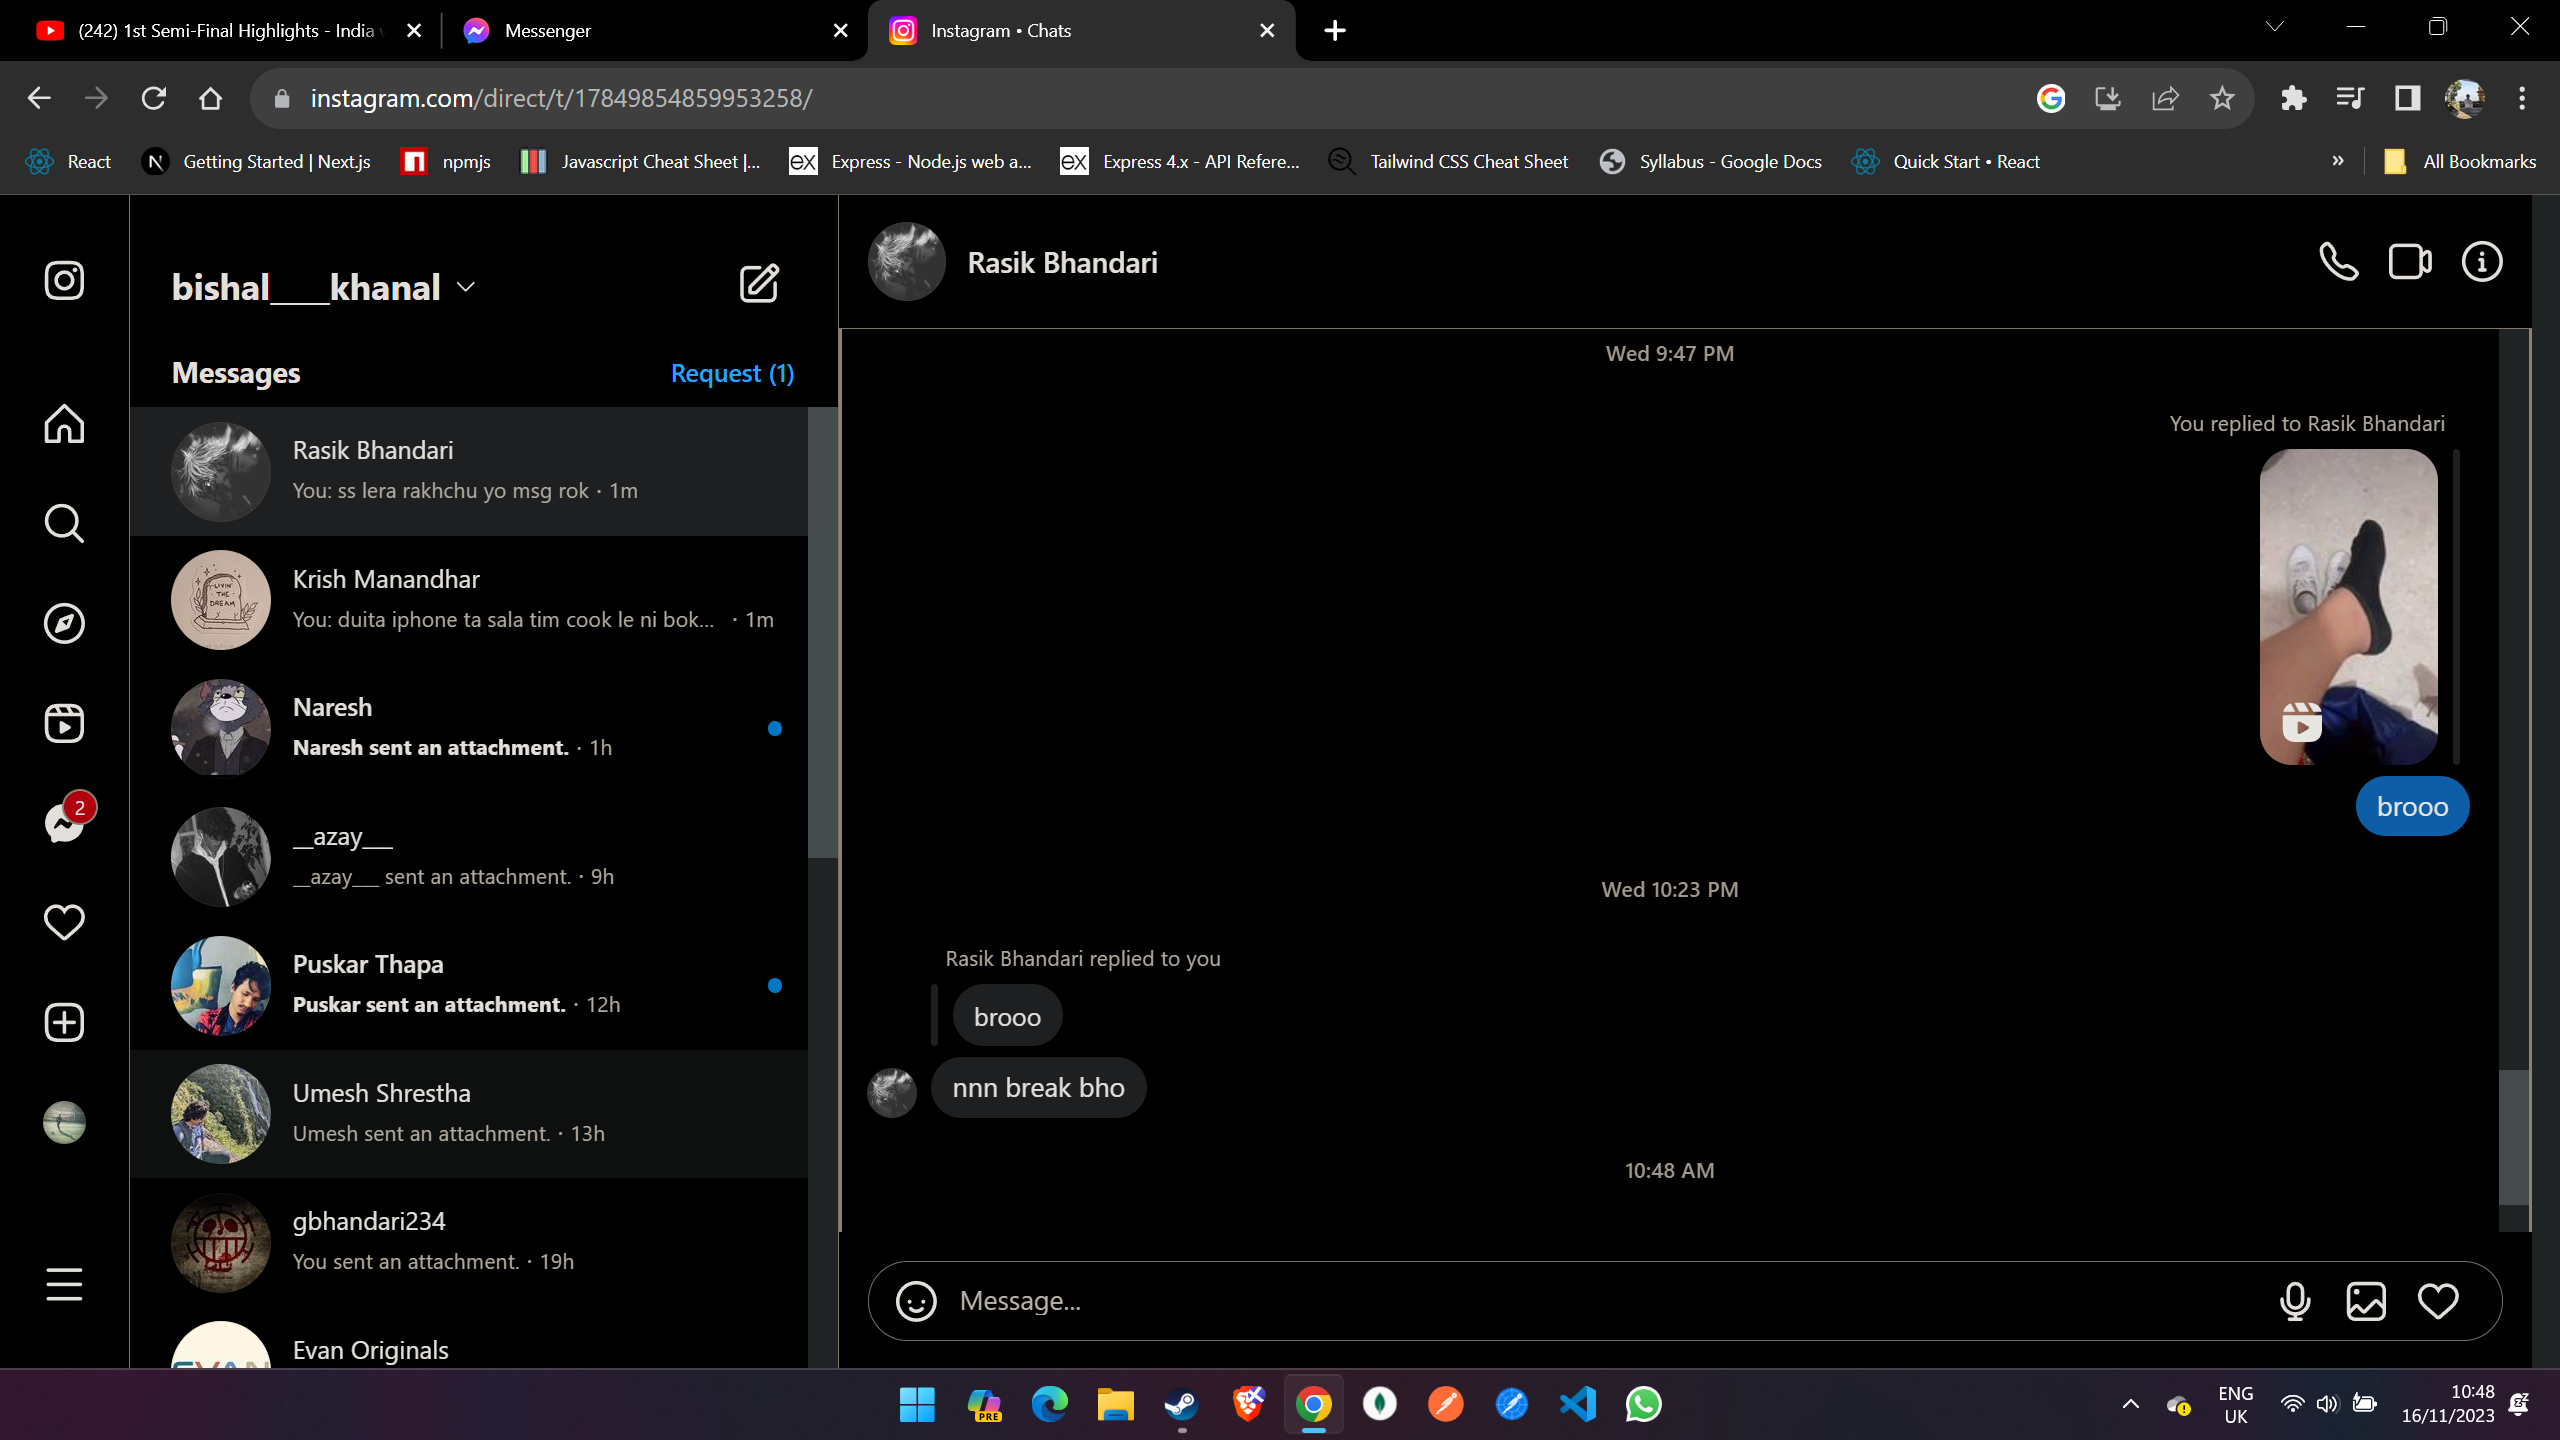 (242) 1st Semi-Final Highlights - India
Messenger
Instagram • Chats
instagram.com/direct/t/17849854859953258/
React
Getting Started | Next.js
npmjs
Javascript Cheat Sheet |...
Express - Node.js web a...
Express 4.x - API Refere...
Tailwind CSS Cheat Sheet
Syllabus - Google Docs
Quick Start • React
»
All Bookmarks
bishal____khanal
Messages
Request (1)
Rasik Bhandari
You: ss lera rakhchu yo msg rok · 1m
Krish Manandhar
You: duita iphone ta sala tim cook le ni bok... · 1m
LIVIN'
THE
DREAM
Naresh
Naresh sent an attachment. · 1h
2
__azay___
__azay___ sent an attachment. · 9h
Puskar Thapa
Puskar sent an attachment. · 12h
Umesh Shrestha
Umesh sent an attachment. · 13h
gbhandari234
You sent an attachment. · 19h
Evan Originals
Rasik Bhandari
Wed 9:47 PM
You replied to Rasik Bhandari
brooo
Wed 10:23 PM
Rasik Bhandari replied to you
brooo
nnn break bho
10:48 AM
Message...
PRE
ENG
UK
10:48
16/11/2023